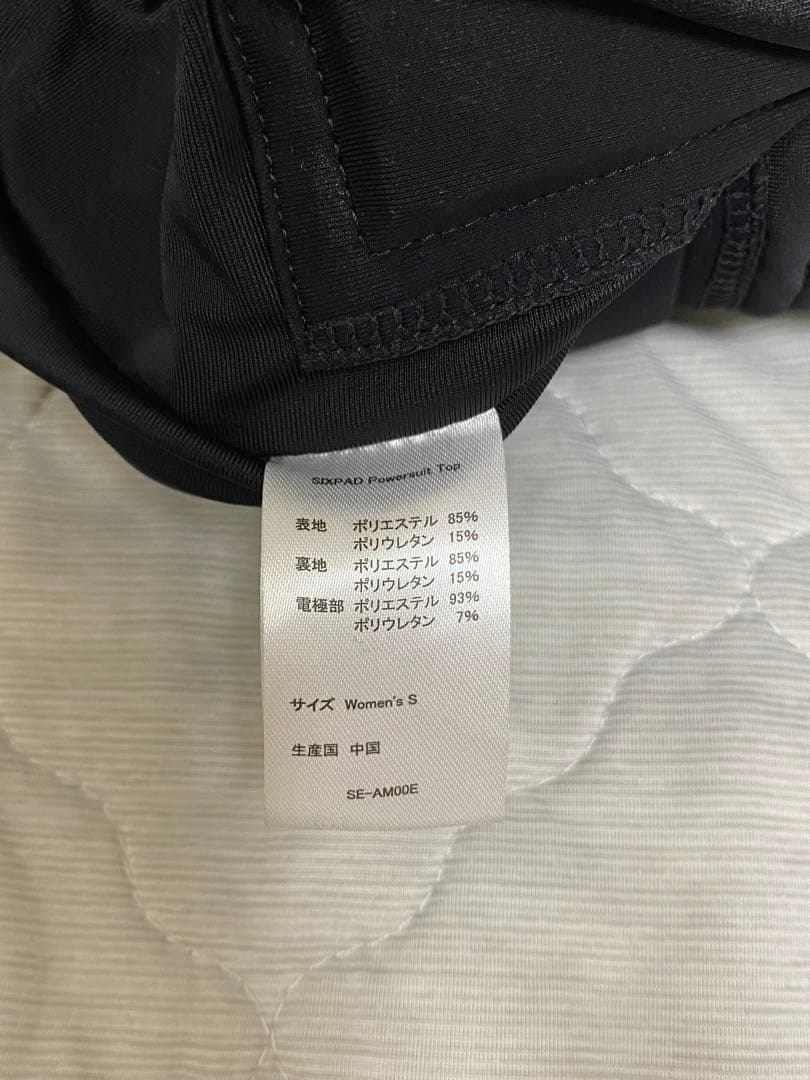 SIXPAD Powersuit Top
表地 ポリエステル 85%
ポリウレタン 15%
裏地 ポリエステル 85%
ポリウレタン 15%
電極部 ポリエステル 93%
ポリウレタン 7%
サイズ Women's S
生産国 中国
SE-AM00E